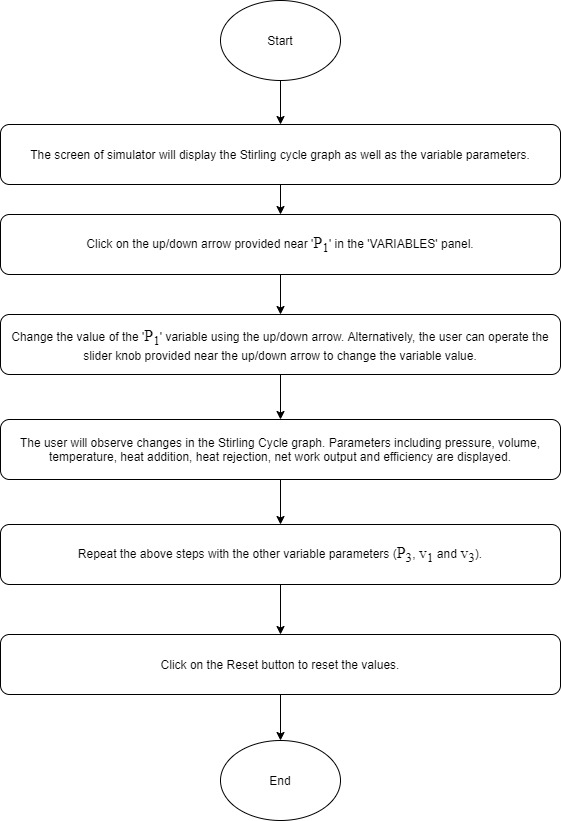 Start
The screen of simulator will display the Stirling cycle graph as well as the variable parameters.
Click on the up/down arrow provided near 'P₁' in the 'VARIABLES' panel.
Change the value of the 'P₁' variable using the up/down arrow. Alternatively, the user can operate the
slider knob provided near the up/down arrow to change the variable value.
The user will observe changes in the Stirling Cycle graph. Parameters including pressure, volume,
temperature, heat addition, heat rejection, net work output and efficiency are displayed.
Repeat the above steps with the other variable parameters (P₃, v₁ and v₃).
Click on the Reset button to reset the values.
End